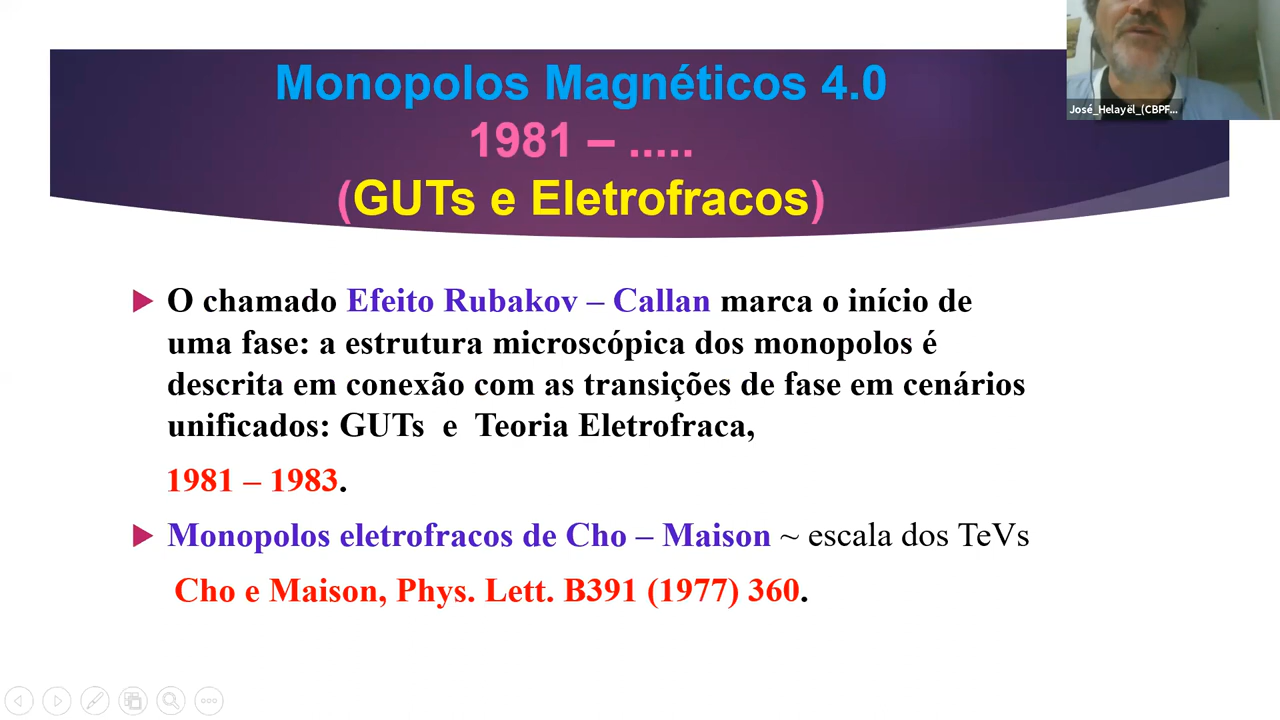 Monopolos Magnéticos 4.0
1981 – .....
(GUTs e Eletrofracos)
José_Helayël_(CBPF...
O chamado Efeito Rubakov – Callan marca o início de
uma fase: a estrutura microscópica dos monopolos é
descrita em conexão com as transições de fase em cenários
unificados: GUTs e Teoria Eletrofraca,
1981 – 1983.
Monopolos eletrofracos de Cho – Maison ~ escala dos TeVs
Cho e Maison, Phys. Lett. B391 (1977) 360.